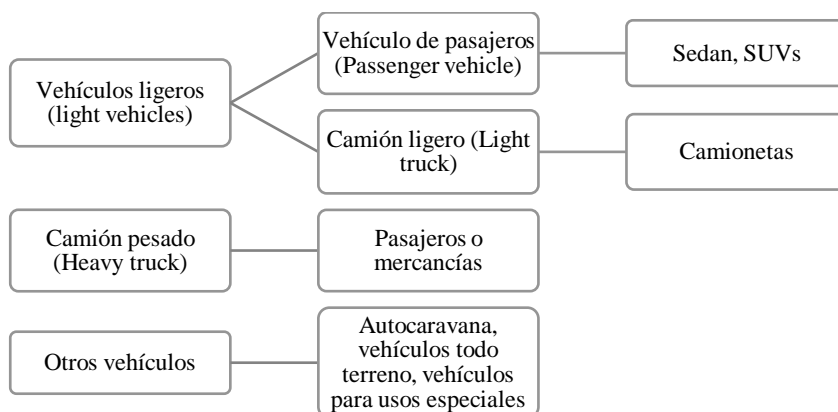 Vehículos ligeros
(light vehicles)
Vehículo de pasajeros
(Passenger vehicle)
Sedan, SUVs
Camión ligero (Light
truck)
Camionetas
Camión pesado
(Heavy truck)
Pasajeros o
mercancías
Otros vehículos
Autocaravana,
vehículos todo
terreno, vehículos
para usos especiales